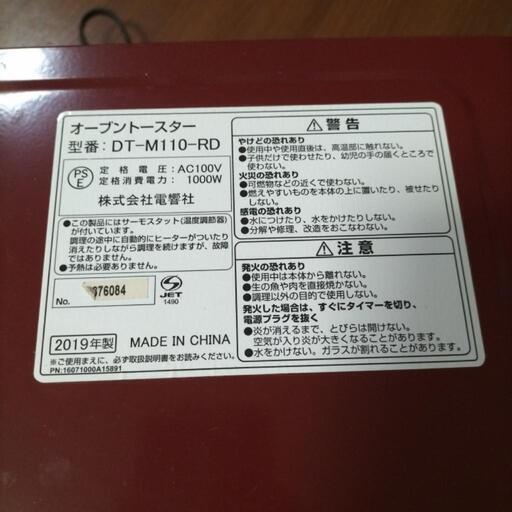 オーブントースター
型番: DT-M110-RD
PS
E
定格電圧:AC100V
定格消費電力: 1000W
株式会社電響社
●この製品にはサーモスタット(温度調節器)
が付いています。
調理の途中に自動的にヒーターがついたり
消えたりしながら調理を続けますが、故障
ではありません。
●予熱は必要ありません。
No. 376084
S
JET
1490
2019年製
MADE IN CHINA
※ご使用まえに、必ず取扱説明書をお読みください。
PN:16071000A15891
警告
やけどの恐れあり
●使用中や使用直後は、高温部に触れない。
●子供だけで使わせたり、幼児の手の届くところで
使わない。
火災の恐れあり
●可燃物などの近くで使わない。
●燃えやすいものを本体の上に置いたり、被せたり
しない。
感電の恐れあり
●水につけたり、水をかけたりしない。
●分解や修理、改造をおこなわない。
注意
発火の恐れあり
●使用中は本体から離れない。
●生の魚や肉を直接焼かない。
●調理以外の目的で使用しない。
発火した場合は、すぐにタイマーを切り、
電源プラグを抜く
●炎が消えるまで、とびらは開けない。
空気が入り炎が大きくなることがあります。
●水をかけない。ガラスが割れることがあります。